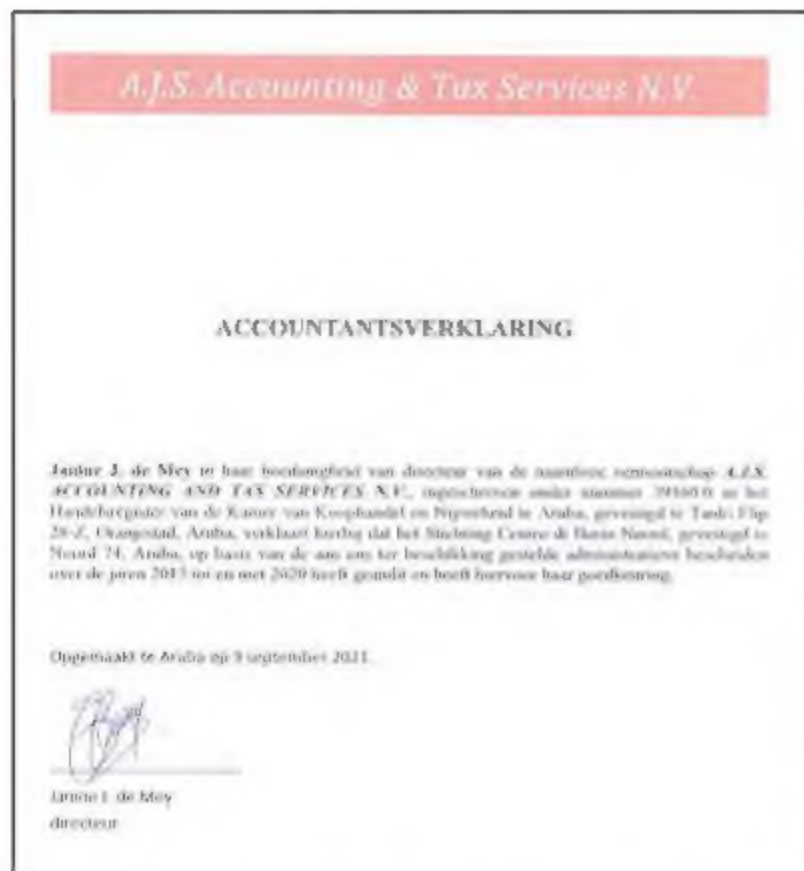 A.J.S. Accounting & Tax Services N.V.
ACCOUNTANTSVERKLARING
J. de Mey in haar hoedanigheid van directeur van de naamloze vennootschap A.J.S.
ACCOUNTING AND TAX SERVICES N.V., ingeschreven onder nummer in het
Handelsregister van de Kamer van Koophandel en Nijverheid te Aruba, gevestigd te Tanki Flip
Oranjestad, Aruba, verklaart hierbij dat het Stichting Centro di Bario Noord, gevestigd te
Noord 74, Aruba, op basis van de aan ons ter beschikking gestelde administratieve bescheiden
over de jaren tot en met 2020 heeft geaudit en heeft hiervoor haar goedkeuring.
Opgemaakt te Aruba op 9 september 2021.
de Mey
directeur